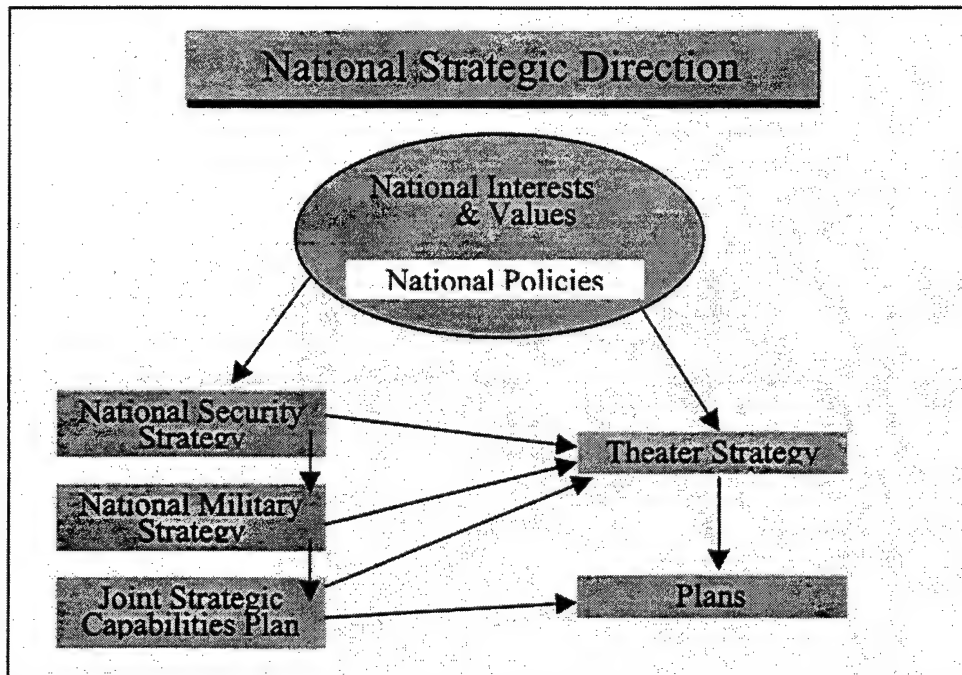 National Strategic Direction
National Interests
& Values
National Policies
National Security
Strategy
National Military
Strategy
Joint Strategic
Capabilities Plan
Theater Strategy
Plans